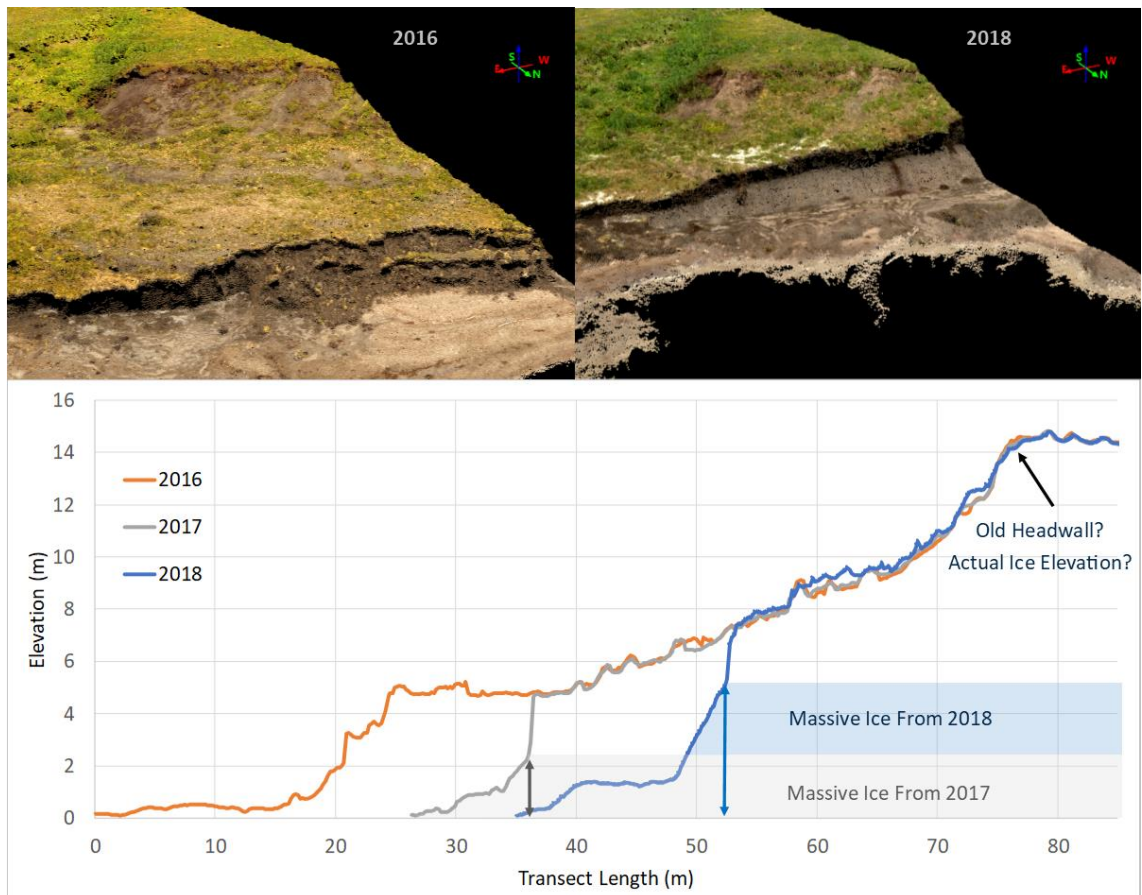 2016
S
W
E
N
2018
S
W
E
N
16
14
12
10
8
6
4
2
0
Elevation (m)
2016
2017
2018
Old Headwall?
Actual Ice Elevation?
Massive Ice From 2018
Massive Ice From 2017
0 10 20 30 40 50 60 70 80
Transect Length (m)